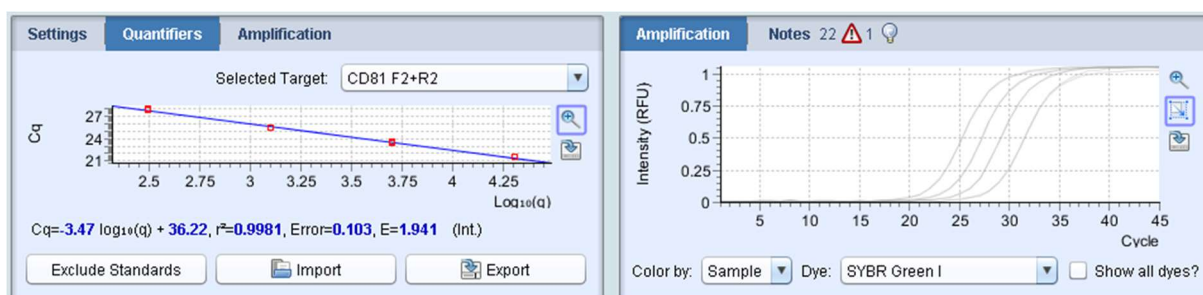 Settings Quantifiers Amplification
Selected Target: CD81 F2+R2
Cq
27
24
21
2.5 2.75 3 3.25 3.5 3.75 4 4.25
Log₁₀(q)
Cq=-3.47 log₁₀(q) + 36.22, r²=0.9981, Error=0.103, E=1.941 (Int.)
Exclude Standards Import Export
Amplification Notes 22 1
Intensity (RFU)
1
0.75
0.5
0.25
0
5 10 15 20 25 30 35 40 45
Cycle
Color by: Sample Dye: SYBR Green I Show all dyes?